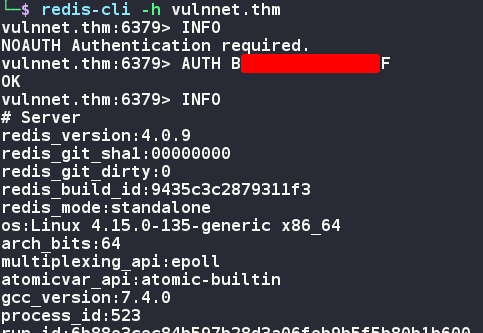 └─$ redis-cli -h vulnnet.thm
vulnnet.thm:6379> INFO
NOAUTH Authentication required.
vulnnet.thm:6379> AUTH B F
OK
vulnnet.thm:6379> INFO
# Server
redis_version:4.0.9
redis_git_sha1:00000000
redis_git_dirty:0
redis_build_id:9435c3c2879311f3
redis_mode:standalone
os:Linux 4.15.0-135-generic x86_64
arch_bits:64
multiplexing_api:epoll
atomicvar_api:atomic-builtin
gcc_version:7.4.0
process_id:523